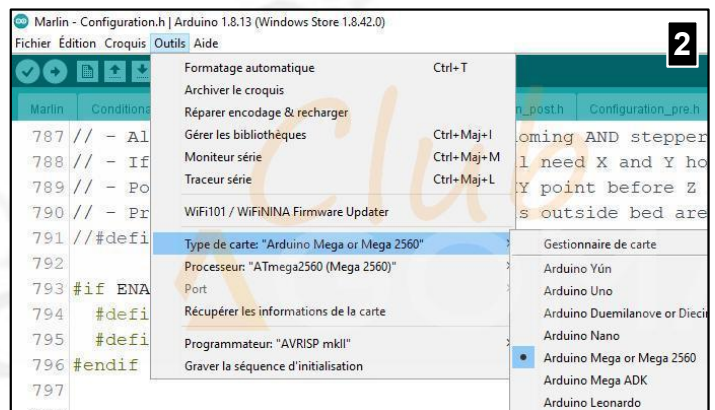 Marlin - Configuration.h | Arduino 1.8.13 (Windows Store 1.8.42.0)
Fichier Édition Croquis Outils Aide
2
Marlin Conditiona n_post.h Configuration_pre.h
Formatage automatique Ctrl+T
Archiver le croquis
Réparer encodage & recharger
Gérer les bibliothèques Ctrl+Maj+I
Moniteur série Ctrl+Maj+M
Traceur série Ctrl+Maj+L
WiFi101 / WiFiNINA Firmware Updater
Type de carte: "Arduino Mega or Mega 2560"
Processeur: "ATmega2560 (Mega 2560)"
Port
Récupérer les informations de la carte
Programmateur: "AVRISP mkII"
Graver la séquence d'initialisation
787 // - Al oming AND stepper
788 // - If l need X and Y ho
789 // - Po XY point before Z
790 // - Pr s outside bed are
791 //#defi
792
793 #if ENA
794 #defi
795 #defi
796 #endif
797
Gestionnaire de carte
Arduino Yún
Arduino Uno
Arduino Duemilanove or Diecir
Arduino Nano
Arduino Mega or Mega 2560
Arduino Mega ADK
Arduino Leonardo
Club